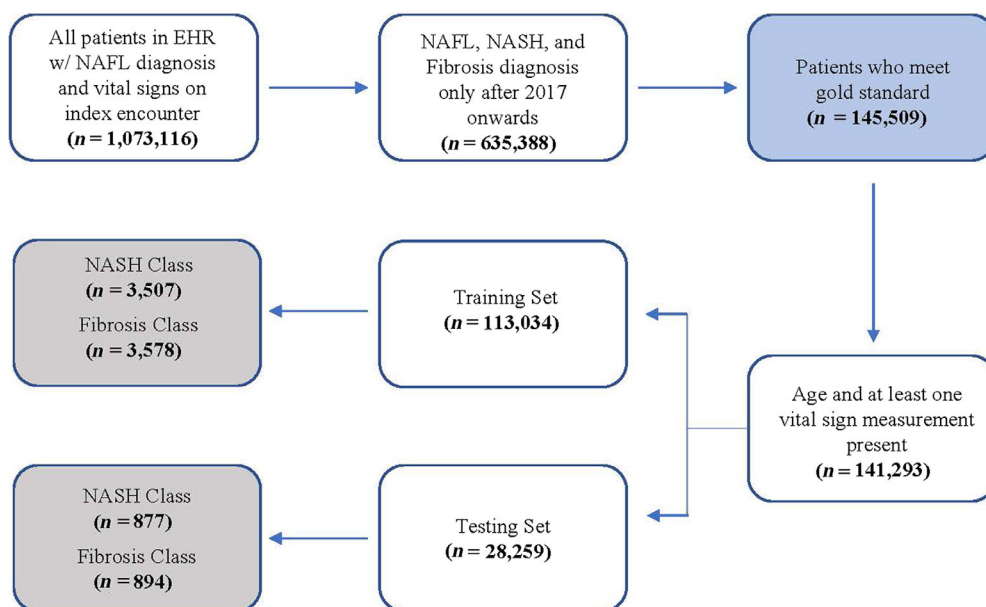 All patients in EHR
w/ NAFL diagnosis
and vital signs on
index encounter
(n = 1,073,116)
NAFL, NASH, and
Fibrosis diagnosis
only after 2017
onwards
(n = 635,388)
Patients who meet
gold standard
(n = 145,509)
Age and at least one
vital sign measurement
present
(n = 141,293)
Training Set
(n = 113,034)
NASH Class
(n = 3,507)
Fibrosis Class
(n = 3,578)
Testing Set
(n = 28,259)
NASH Class
(n = 877)
Fibrosis Class
(n = 894)